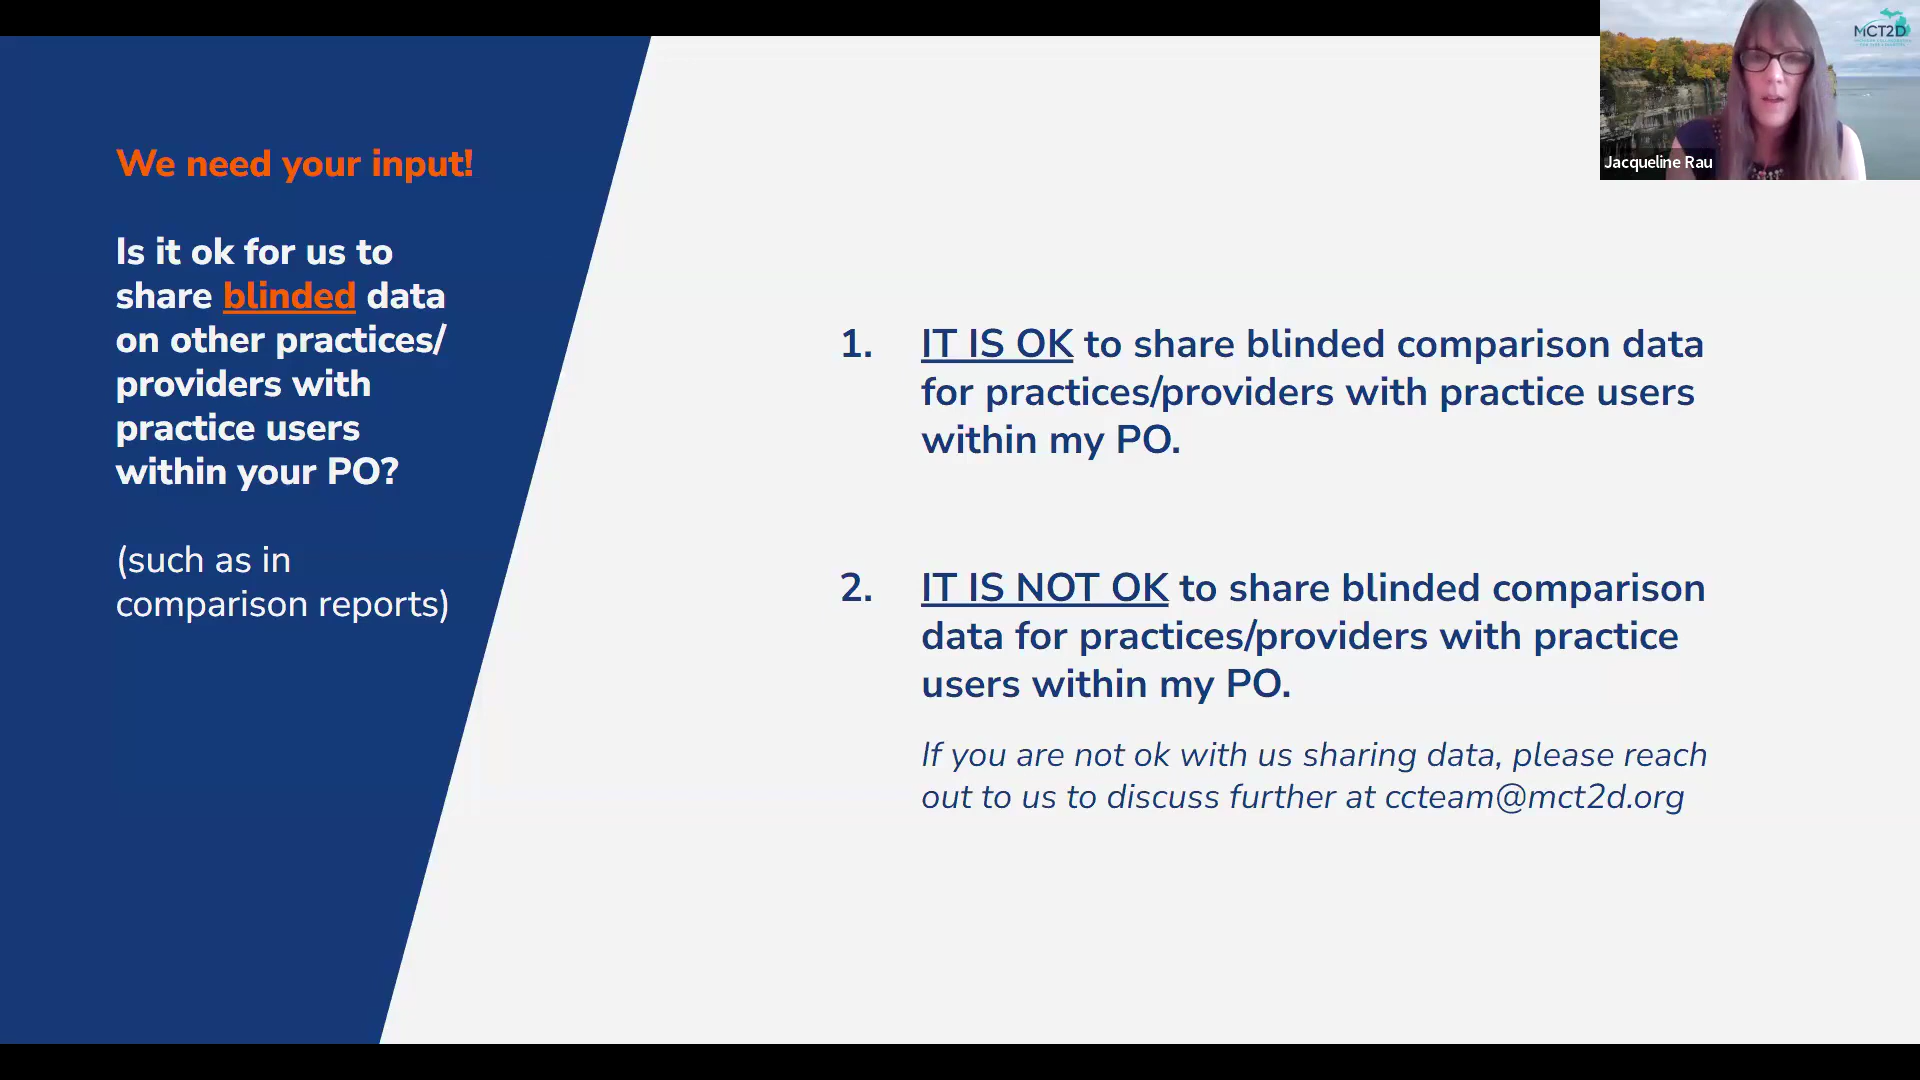 We need your input!
Is it ok for us to
share blinded data
on other practices/
providers with
practice users
within your PO?
(such as in
comparison reports)
1. IT IS OK to share blinded comparison data
for practices/providers with practice users
within my PO.
2. IT IS NOT OK to share blinded comparison
data for practices/providers with practice
users within my PO.
If you are not ok with us sharing data, please reach
out to us to discuss further at ccteam@mct2d.org
MCT2D
Jacqueline Rau